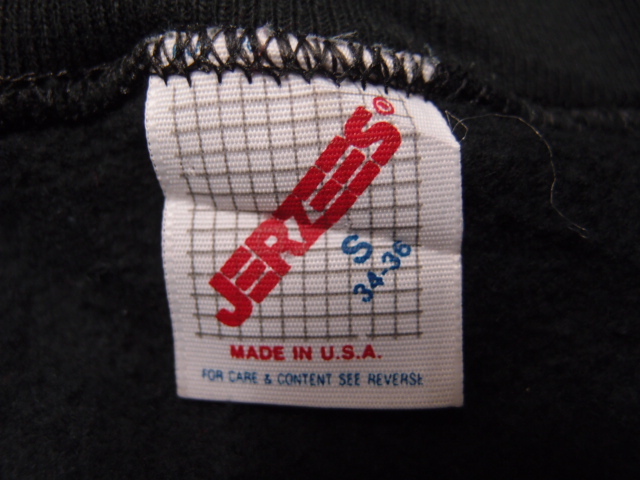 JERZEES®
S
34-36
MADE IN U.S.A.
FOR CARE & CONTENT SEE REVERSE